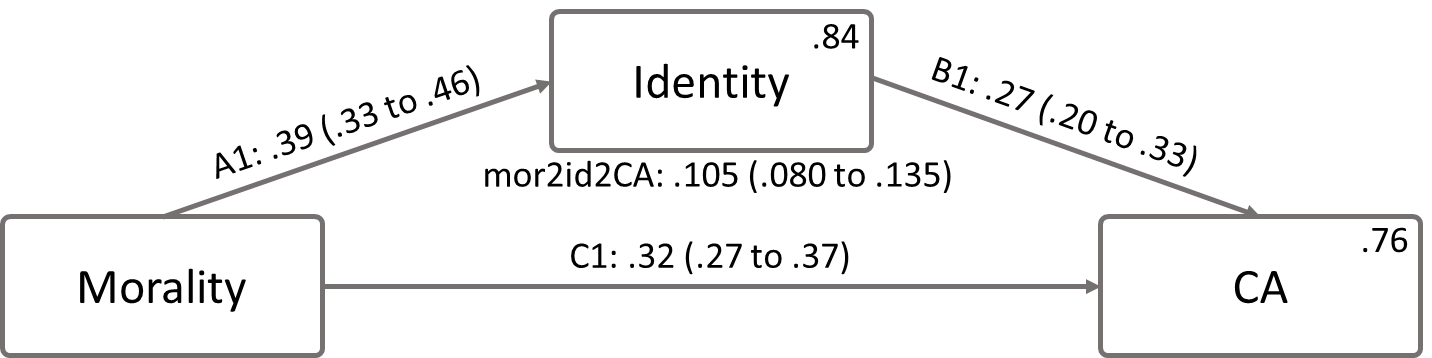 .84
Identity
A1: .39 (.33 to .46)
B1: .27 (.20 to .33)
mor2id2CA: .105 (.080 to .135)
Morality
C1: .32 (.27 to .37)
.76
CA